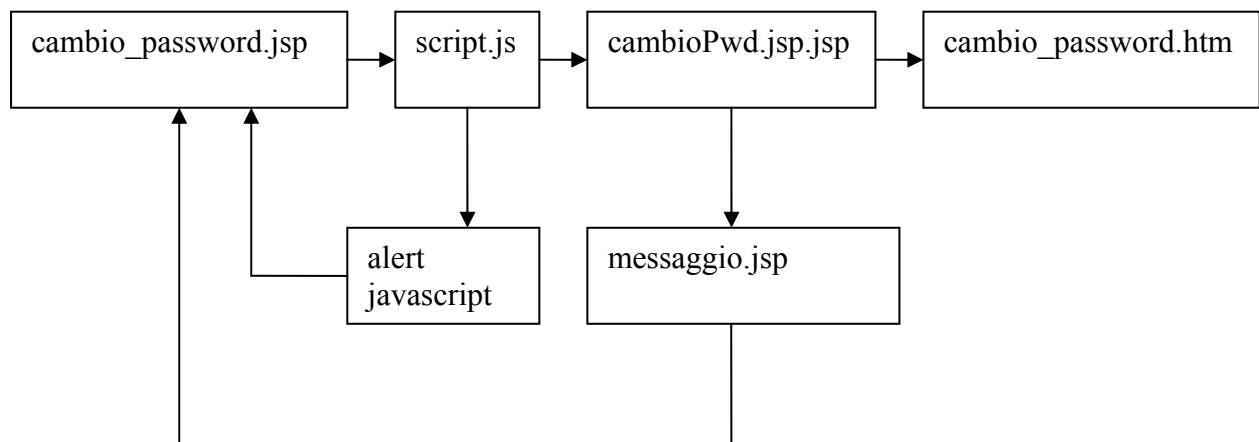 cambio_password.jsp
script.js
cambioPwd.jsp.jsp
cambio_password.htm
alert
javascript
messaggio.jsp